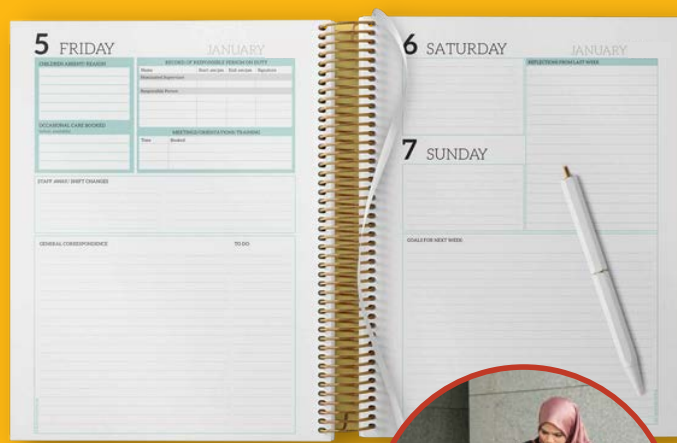 5 FRIDAY JANUARY
CHILDREN ABSENT/ REASON
RECORD OF RESPONSIBLE PERSON ON DUTY
Name Start am/pm End am/pm Signature
Nominated Supervisor
Responsible Person
OCCASIONAL CARE BOOKED
MEETINGS/ORIENTATIONS/TRAINING
Time Booked
STAFF AWAY/ SHIFT CHANGES
GENERAL CORRESPONDENCE TO DO
6 SATURDAY JANUARY
REFLECTIONS FROM LAST WEEK
7 SUNDAY
GOALS FOR NEXT WEEK